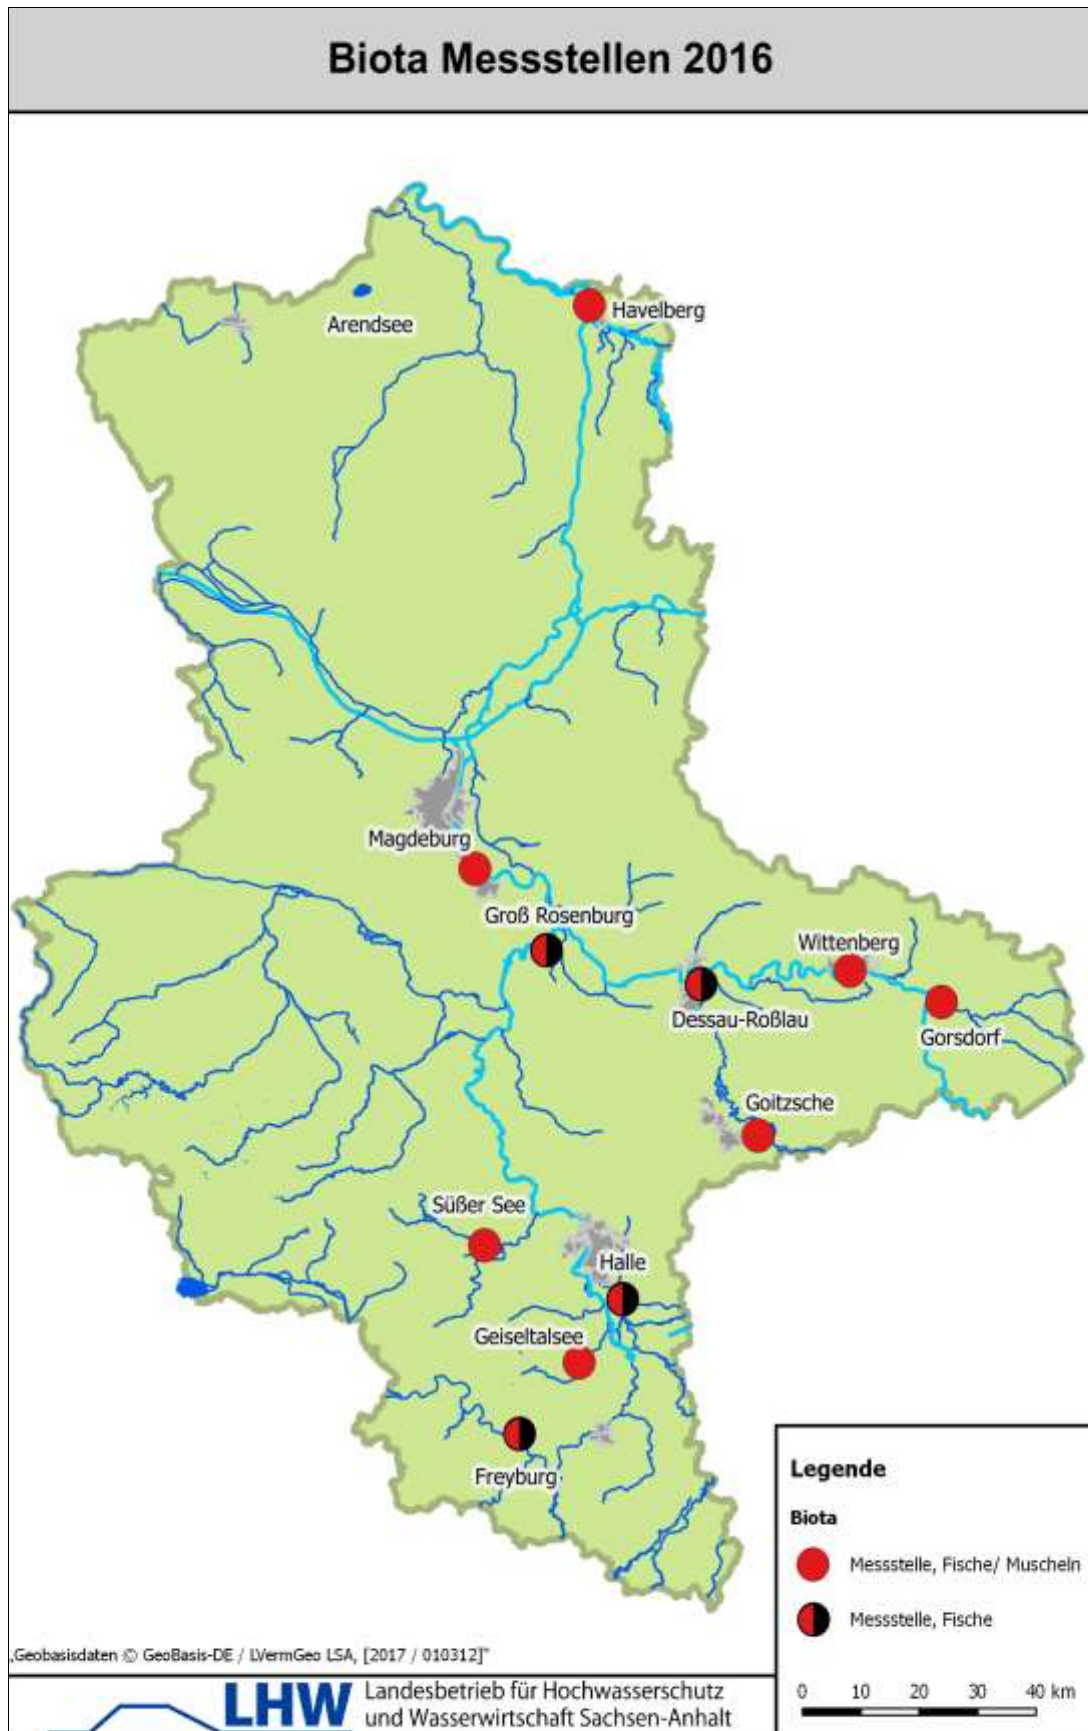 Biota Messstellen 2016
Arendsee
Havelberg
Magdeburg
Groß Rosenburg
Wittenberg
Dessau-Roßlau
Gorsdorf
Goitzsche
Süßer See
Halle
Geiseltalsee
Freyburg
Legende
Biota
Messstelle, Fische/ Muscheln
Messstelle, Fische
0 10 20 30 40 km
„Geobasisdaten © GeoBasis-DE / LVermGeo LSA, [2017 / 010312]"
LHW
Landesbetrieb für Hochwasserschutz
und Wasserwirtschaft Sachsen-Anhalt